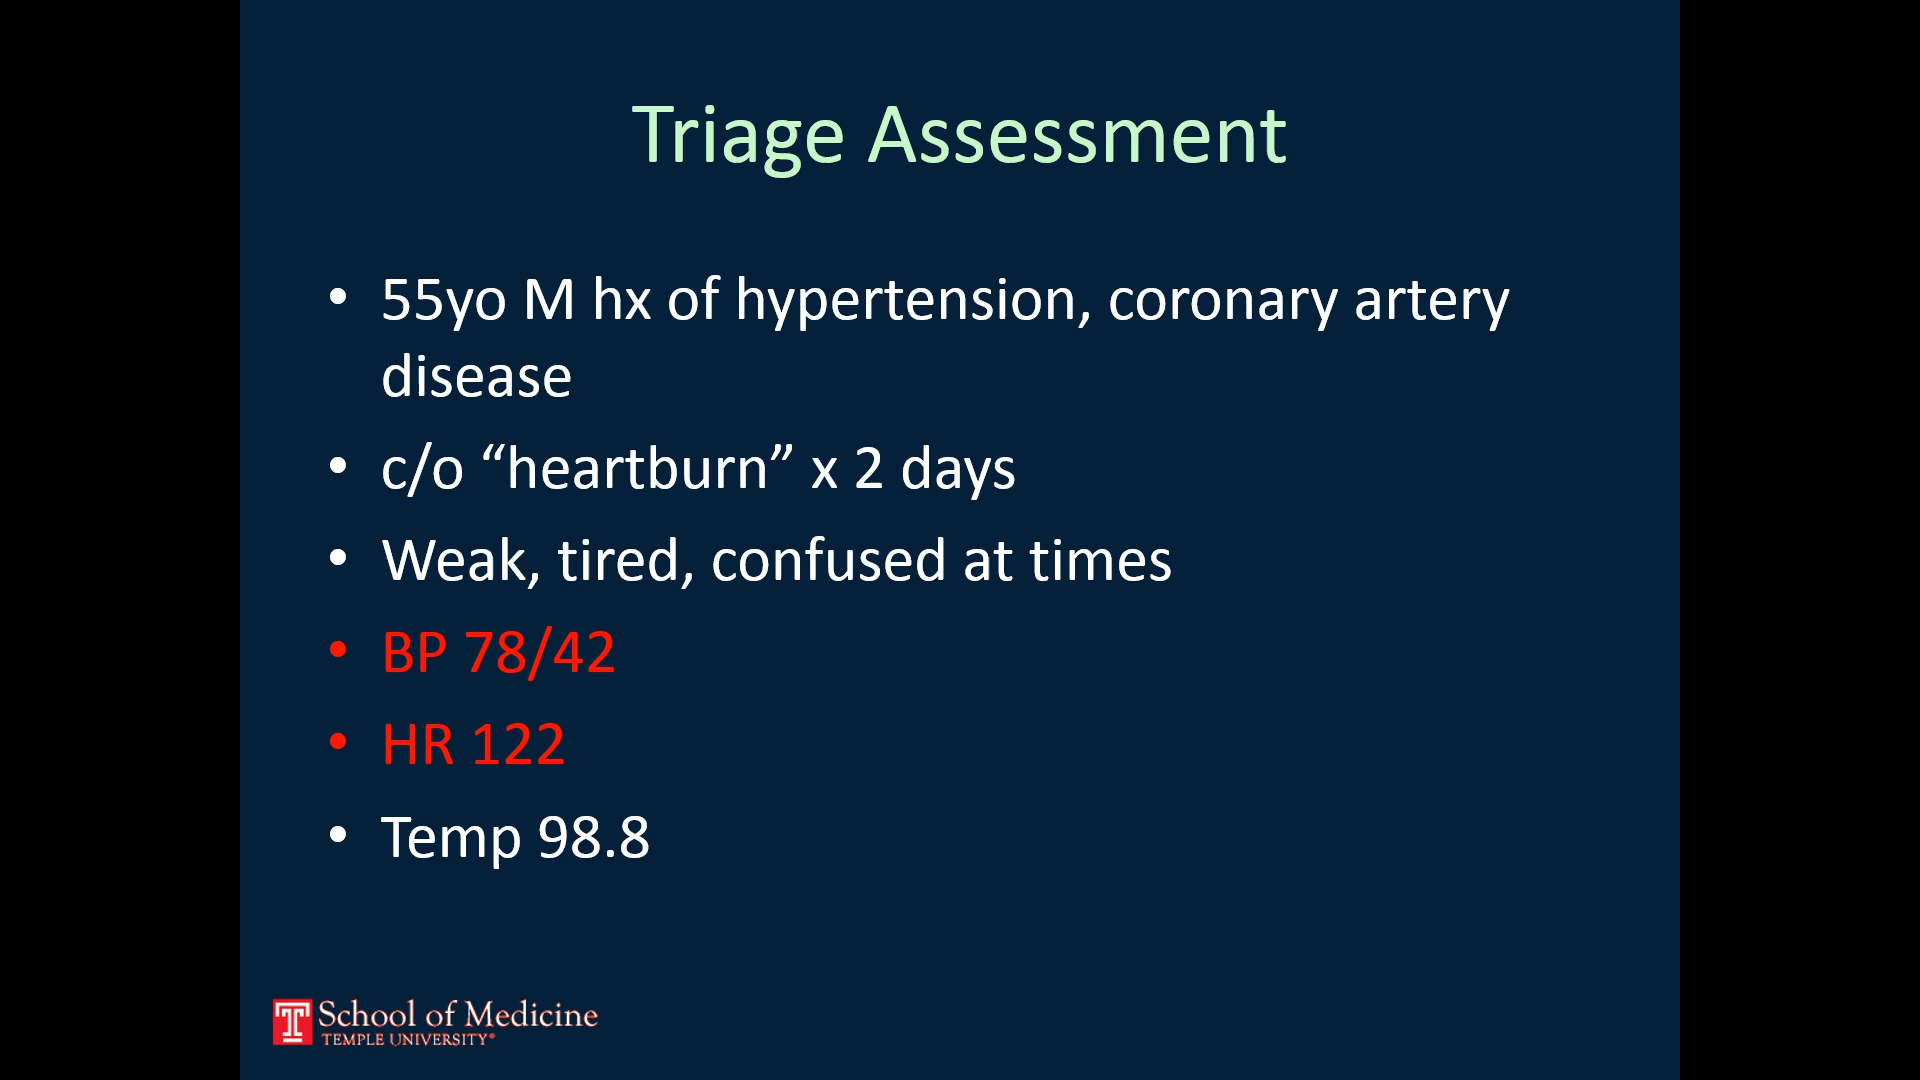 Triage Assessment
• 55yo M hx of hypertension, coronary artery
disease
• c/o “heartburn” x 2 days
• Weak, tired, confused at times
• BP 78/42
• HR 122
• Temp 98.8
T School of Medicine
TEMPLE UNIVERSITY®